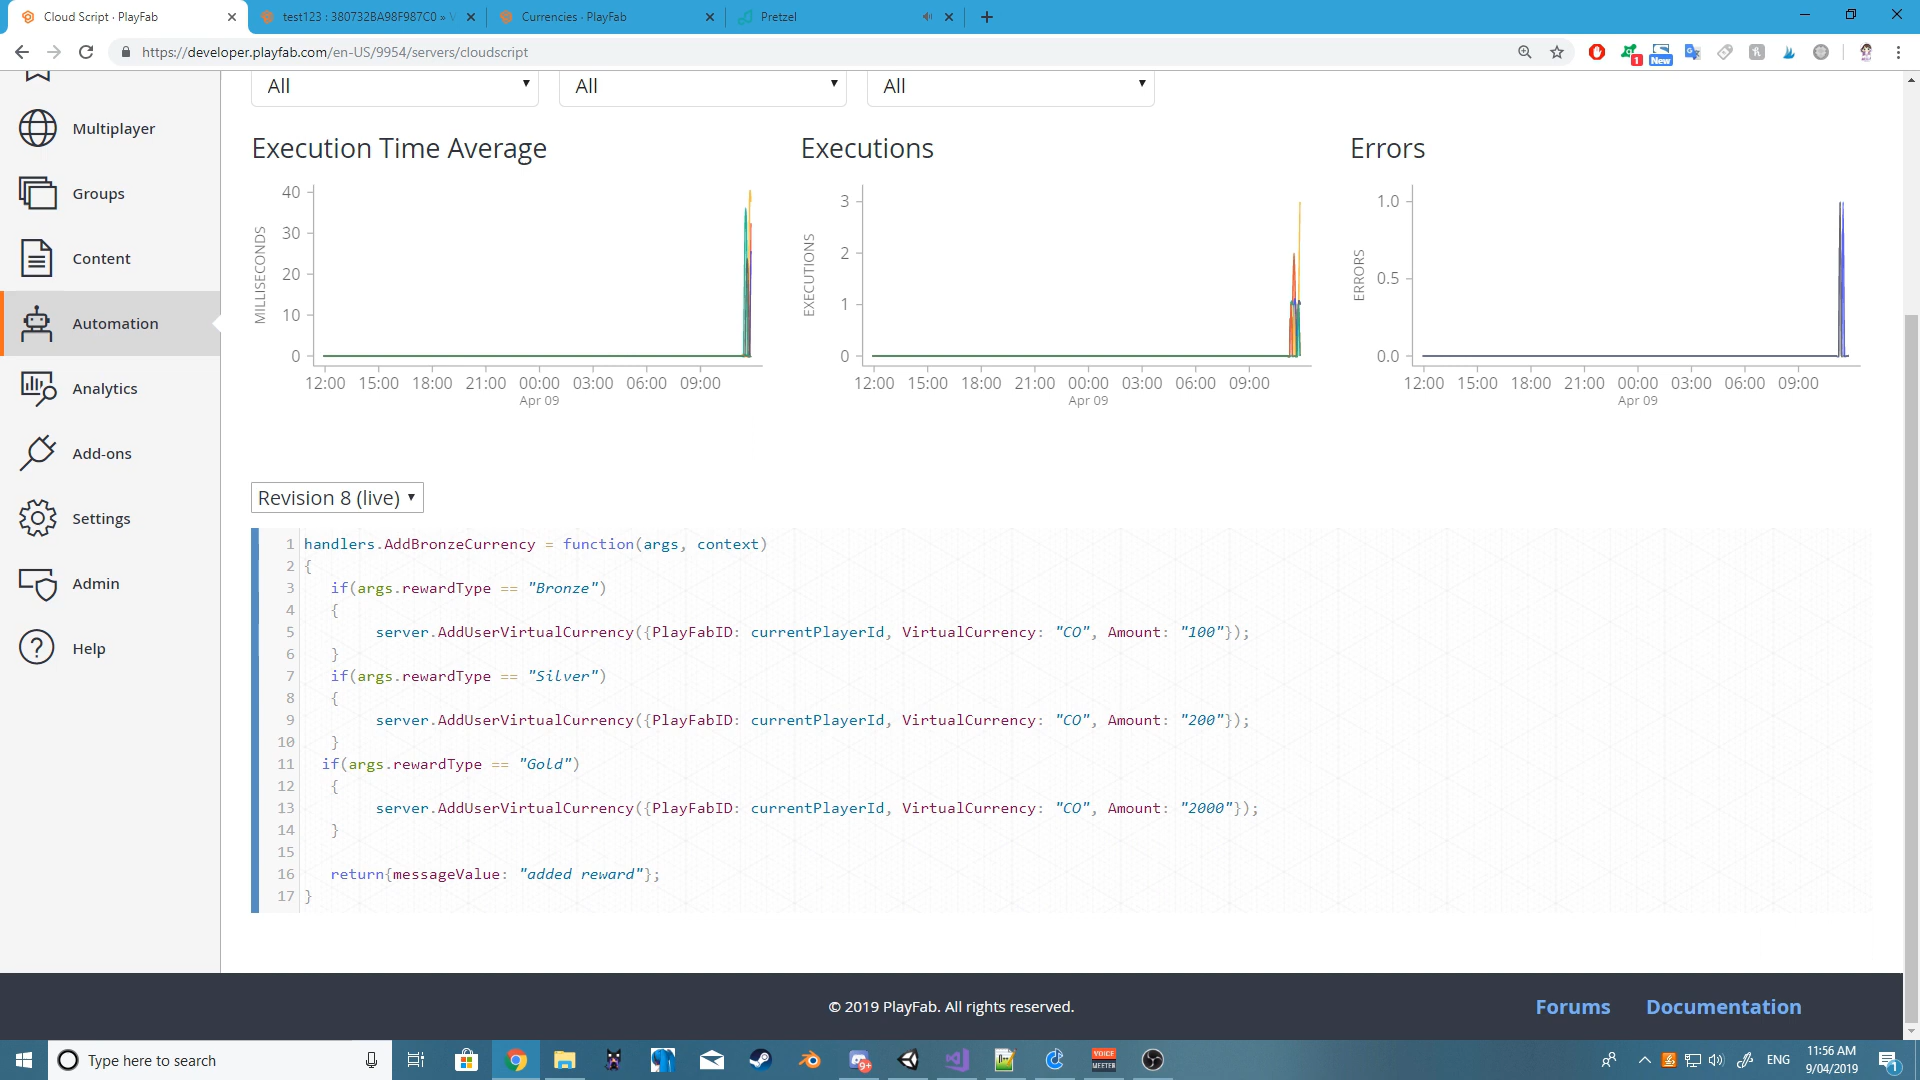 Cloud Script · PlayFab
test123 : 380732BA98F987C0 » V
Currencies · PlayFab
Pretzel
https://developer.playfab.com/en-US/9954/servers/cloudscript
1
New
All
All
All
Multiplayer
Groups
Content
Automation
Analytics
Add-ons
Settings
Admin
Help
Execution Time Average
MILLISECONDS
40
30
20
10
0
12:00 15:00 18:00 21:00 00:00 03:00 06:00 09:00
Apr 09
Executions
EXECUTIONS
3
2
1
0
12:00 15:00 18:00 21:00 00:00 03:00 06:00 09:00
Apr 09
Errors
ERRORS
1.0
0.5
0.0
12:00 15:00 18:00 21:00 00:00 03:00 06:00 09:00
Apr 09
Revision 8 (live)
1 handlers.AddBronzeCurrency = function(args, context)
2 {
3 if(args.rewardType == "Bronze")
4 {
5 server.AddUserVirtualCurrency({PlayFabID: currentPlayerId, VirtualCurrency: "CO", Amount: "100"});
6 }
7 if(args.rewardType == "Silver")
8 {
9 server.AddUserVirtualCurrency({PlayFabID: currentPlayerId, VirtualCurrency: "CO", Amount: "200"});
10 }
11 if(args.rewardType == "Gold")
12 {
13 server.AddUserVirtualCurrency({PlayFabID: currentPlayerId, VirtualCurrency: "CO", Amount: "2000"});
14 }
15
16 return{messageValue: "added reward"};
17 }
© 2019 PlayFab. All rights reserved.
Forums
Documentation
Type here to search
9+
VOICE
MEETER
ENG
11:56 AM
9/04/2019
1